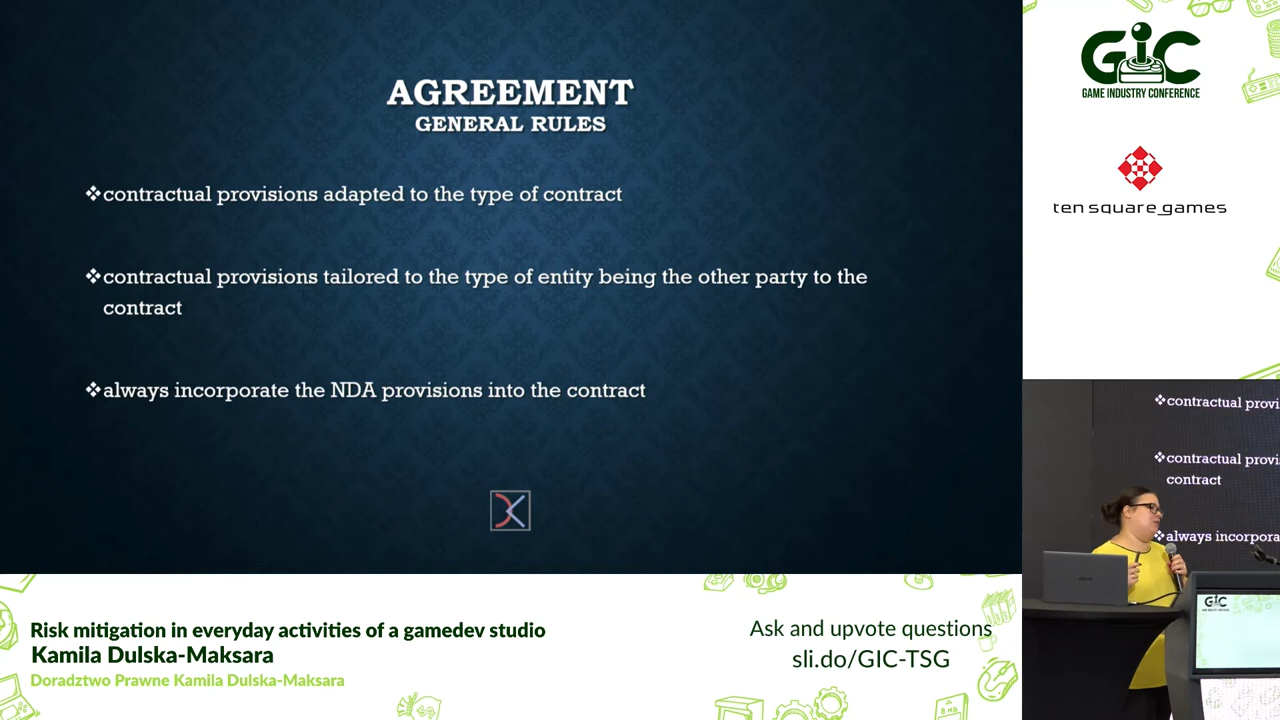 AGREEMENT
GENERAL RULES
❖contractual provisions adapted to the type of contract
❖contractual provisions tailored to the type of entity being the other party to the
contract
❖always incorporate the NDA provisions into the contract
GIC
GAME INDUSTRY CONFERENCE
ten square games
❖contractual provi
❖contractual provi
contract
❖always incorpora
GIC
Risk mitigation in everyday activities of a gamedev studio
Kamila Dulska-Maksara
Doradztwo Prawne Kamila Dulska-Maksara
Ask and upvote questions
sli.do/GIC-TSG